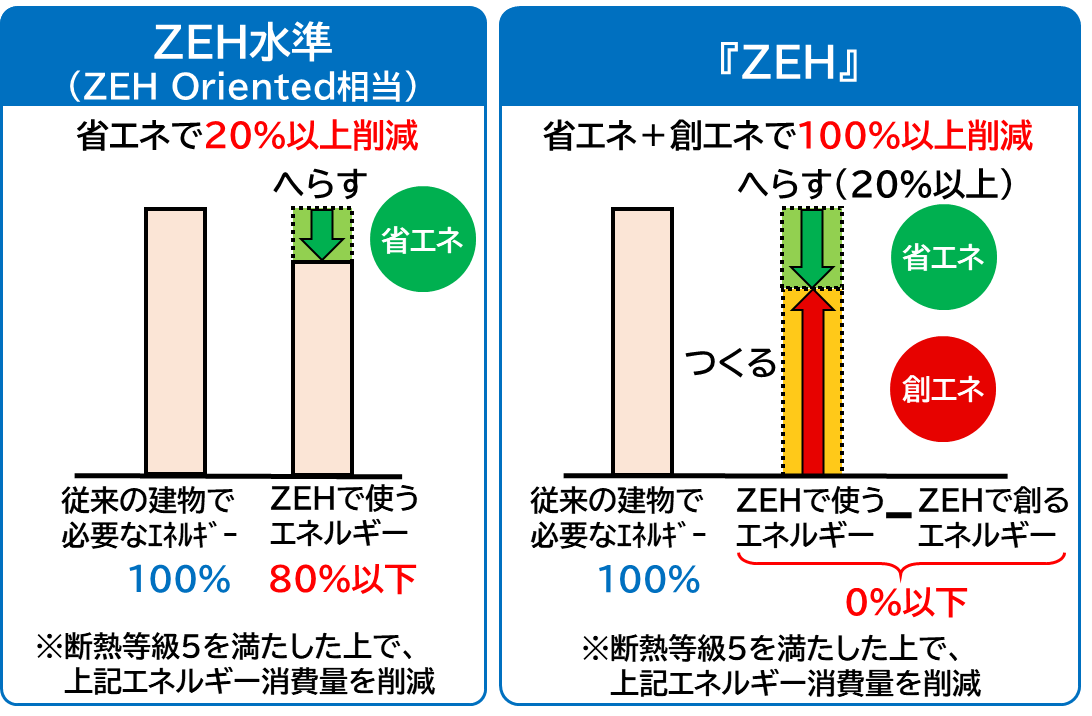 ZEH水準
（ZEH Oriented相当）
省エネで20%以上削減
へらす
省エネ
従来の建物で
必要なｴﾈﾙｷﾞｰ
100%
ZEHで使う
エネルギー
80%以下
※断熱等級5を満たした上で、
上記エネルギー消費量を削減
『ZEH』
省エネ＋創エネで100%以上削減
へらす（20%以上）
省エネ
つくる
創エネ
従来の建物で
必要なｴﾈﾙｷﾞｰ
100%
ZEHで使う
エネルギー
－
ZEHで創る
エネルギー
0%以下
※断熱等級5を満たした上で、
上記エネルギー消費量を削減